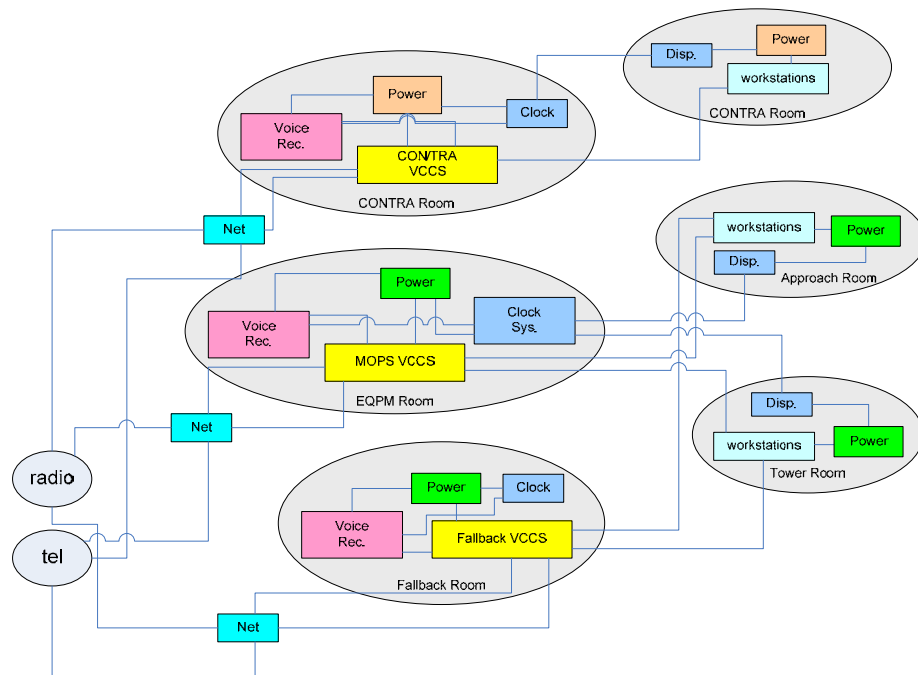 Power
Disp.
workstations
CONTRA Room
Power
Clock
Voice
Rec.
CONTRA
VCCS
CONTRA Room
Net
workstations
Power
Disp.
Approach Room
Power
Clock
Sys.
Voice
Rec.
MOPS VCCS
EQPM Room
Net
Disp.
workstations
Power
Tower Room
radio
tel
Power
Clock
Voice
Rec.
Fallback VCCS
Fallback Room
Net